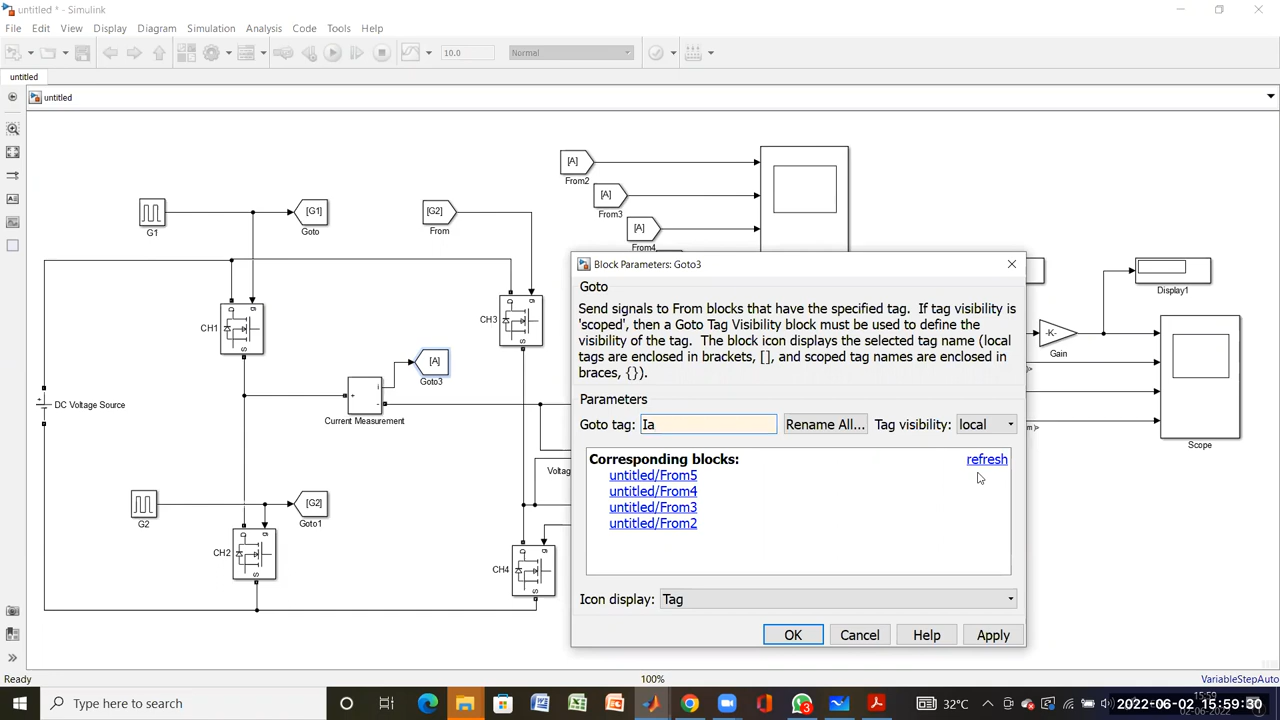 untitled * - Simulink
File Edit View Display Diagram Simulation Analysis Code Tools Help
10.0 Normal
untitled
untitled
[A]
From2
[A]
From3
[A]
From4
G1
[G1]
Goto
[G2]
From
Block Parameters: Goto3
Goto
Send signals to From blocks that have the specified tag. If tag visibility is
'scoped', then a Goto Tag Visibility block must be used to define the
visibility of the tag. The block icon displays the selected tag name (local
tags are enclosed in brackets, [], and scoped tag names are enclosed in
braces, {}).
Parameters
Goto tag: Ia Rename All... Tag visibility: local
Corresponding blocks: refresh
untitled/From5
untitled/From4
untitled/From3
untitled/From2
Icon display: Tag
OK Cancel Help Apply
Display1
-K-
Gain
Scope
D g
CH1
S
D g
CH3
S
[A]
Goto3
+ i
-
Current Measurement
+
DC Voltage Source
Voltag
G2
[G2]
Goto1
D g
CH2
S
D g
CH4
S
Ready 100% VariableStepAuto
Type here to search
3
32°C
15:59
02-06-2022
2022-06-02 15:59:30